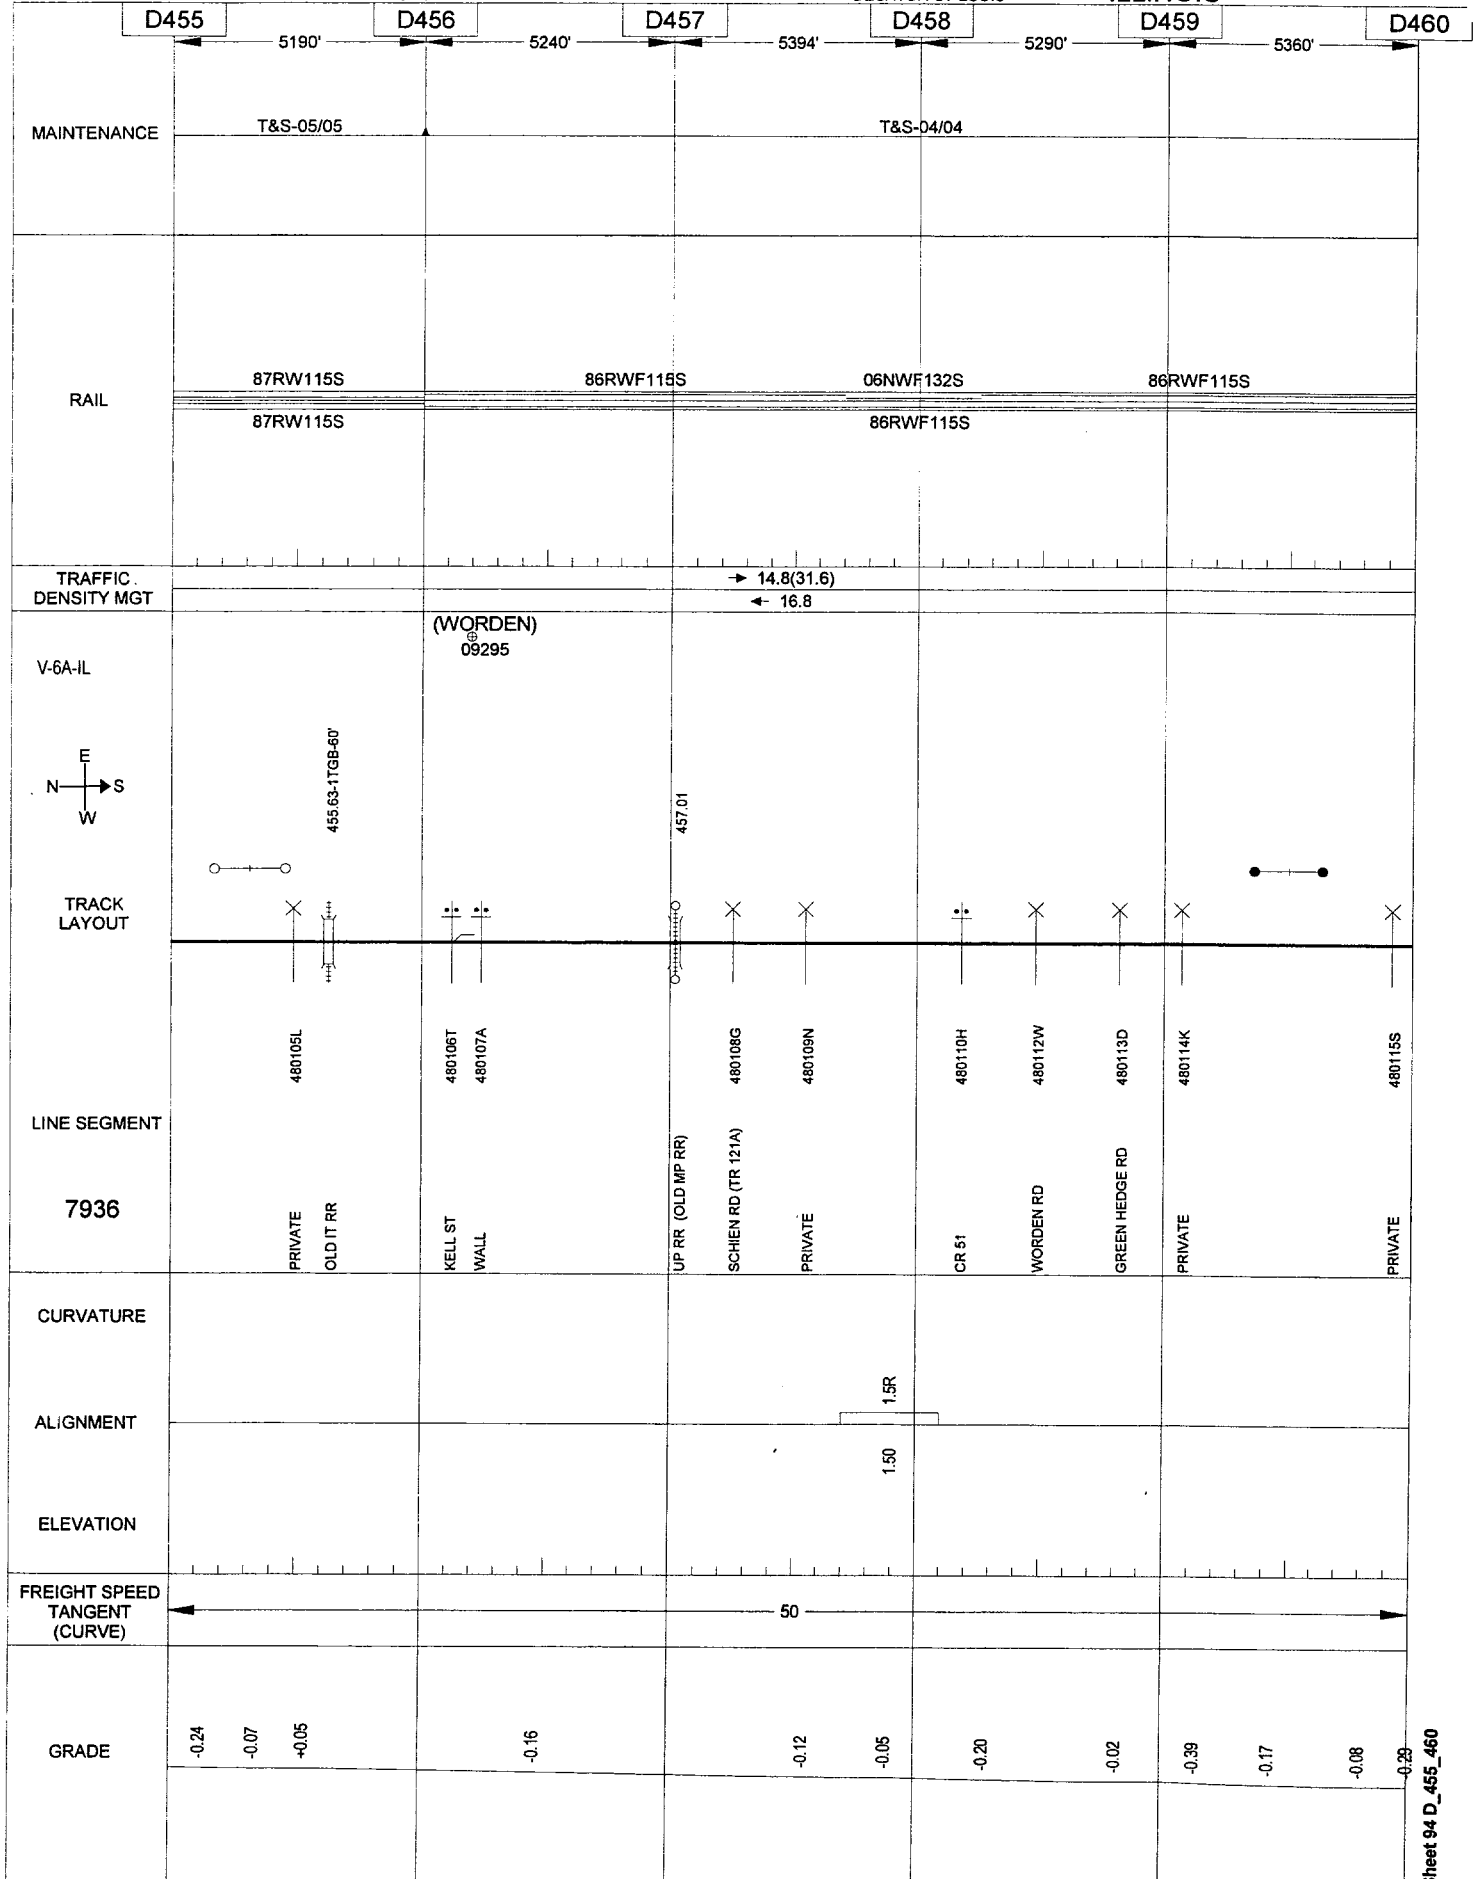 D455 D456 D457 D458 D459 D460
5190' 5240' 5394' 5290' 5360'
MAINTENANCE
T&S-05/05 T&S-04/04
87RW115S 86RWF115S 06NWF132S 86RWF115S
RAIL
87RW115S 86RWF115S
TRAFFIC
DENSITY MGT
14.8(31.6)
16.8
(WORDEN)
09295
V-6A-IL
E
N S
W
455.63-1TGB-60'
457.01
TRACK
LAYOUT
480105L
480106T
480107A
480108G
480109N
480110H
480112W
480113D
480114K
480115S
LINE SEGMENT
7936
PRIVATE
OLD IT RR
KELL ST
WALL
UP RR (OLD MP RR)
SCHIEN RD (TR 121A)
PRIVATE
CR 51
WORDEN RD
GREEN HEDGE RD
PRIVATE
PRIVATE
CURVATURE
1.5R
ALIGNMENT
1.50
ELEVATION
FREIGHT SPEED
TANGENT
(CURVE)
50
GRADE
-0.24
-0.07
+0.05
-0.16
-0.12
-0.05
-0.20
-0.02
-0.39
-0.17
-0.08
-0.29
Sheet 94 D_455_460